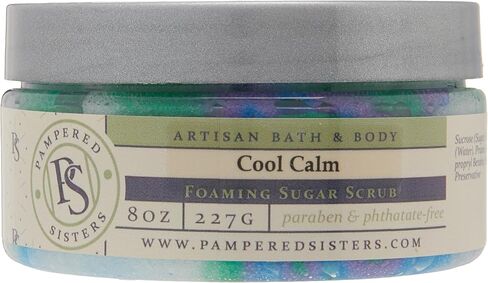 PAMPERED
PS
SISTERS
ARTISAN BATH & BODY
Cool Calm
FOAMING SUGAR SCRUB
8OZ 227G paraben & phthatate-free
WWW.PAMPEREDSISTERS.COM
Sucrose
(Water),
propyl
Preservative